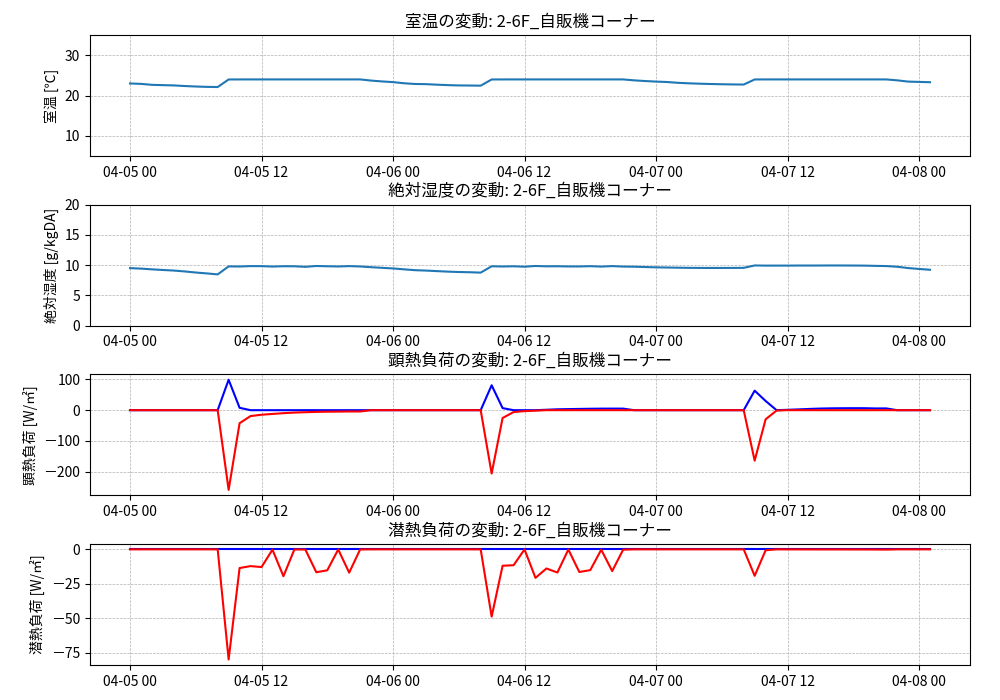 室温の変動: 2-6F_自販機コーナー
室温 [℃]
30
20
10
04-05 00 04-05 12 04-06 00 04-06 12 04-07 00 04-07 12 04-08 00
絶対湿度の変動: 2-6F_自販機コーナー
絶対湿度 [g/kgDA]
20
15
10
5
0
04-05 00 04-05 12 04-06 00 04-06 12 04-07 00 04-07 12 04-08 00
顕熱負荷の変動: 2-6F_自販機コーナー
顕熱負荷 [W/㎡]
100
0
−100
−200
04-05 00 04-05 12 04-06 00 04-06 12 04-07 00 04-07 12 04-08 00
潜熱負荷の変動: 2-6F_自販機コーナー
潜熱負荷 [W/㎡]
0
−25
−50
−75
04-05 00 04-05 12 04-06 00 04-06 12 04-07 00 04-07 12 04-08 00